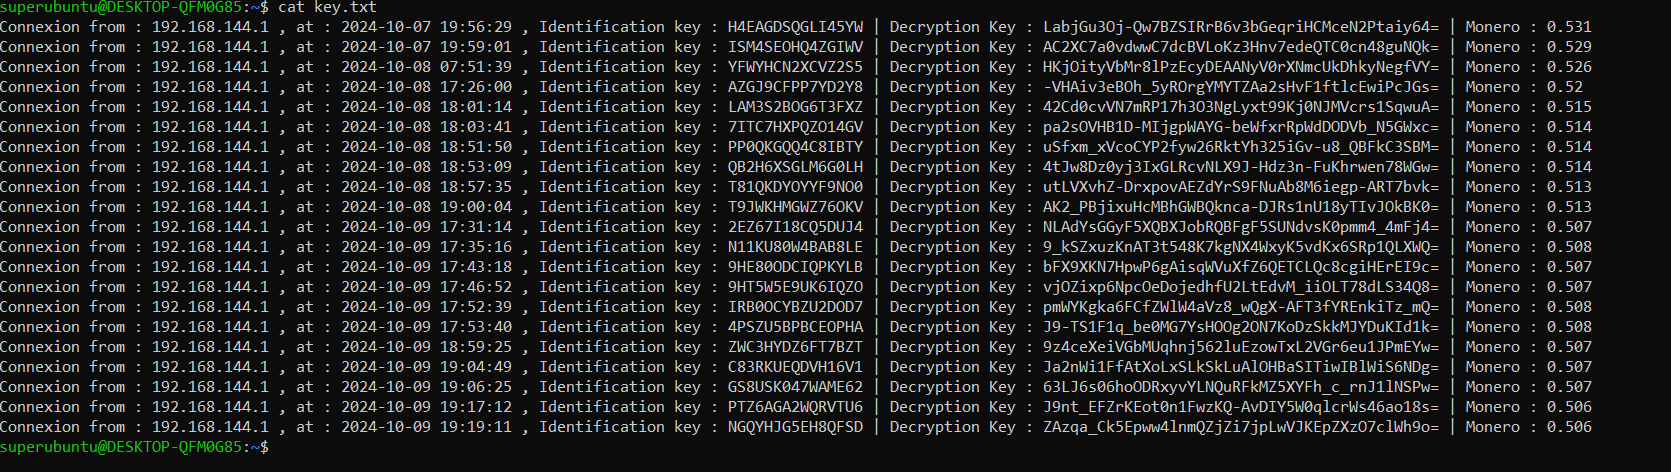 superubuntu@DESKTOP-QFM0G85:~$ cat key.txt
Connexion from : 192.168.144.1 , at : 2024-10-07 19:56:29 , Identification key : H4EAGDSQGLI45YW | Decryption Key : LabjGu3Oj-Qw7BZSIRrB6v3bGeqriHCMceN2Ptaiy64= | Monero : 0.531
Connexion from : 192.168.144.1 , at : 2024-10-07 19:59:01 , Identification key : ISM4SEOHQ4ZGIWV | Decryption Key : AC2XC7a0vdwwC7dcBVLoKz3Hnv7edeQTC0cn48guNQk= | Monero : 0.529
Connexion from : 192.168.144.1 , at : 2024-10-08 07:51:39 , Identification key : YFWYHCN2XCVZ2S5 | Decryption Key : HKjOityVbMr8lPzEcyDEAANyV0rXNmcUkDhkyNegfVY= | Monero : 0.526
Connexion from : 192.168.144.1 , at : 2024-10-08 17:26:00 , Identification key : AZGJ9CFPP7YD2Y8 | Decryption Key : -VHAiv3eBOh_5yROrgYMYTZAa2sHvF1ftlcEwiPcJGs= | Monero : 0.52
Connexion from : 192.168.144.1 , at : 2024-10-08 18:01:14 , Identification key : LAM3S2BOG6T3FXZ | Decryption Key : 42Cd0cvVN7mRP17h3O3NgLyxt99Kj0NJMVcrs1SqwuA= | Monero : 0.515
Connexion from : 192.168.144.1 , at : 2024-10-08 18:03:41 , Identification key : 7ITC7HXPQZO14GV | Decryption Key : pa2sOVHB1D-MIjgpWAYG-beWfxrRpWdDODVb_N5GWxc= | Monero : 0.514
Connexion from : 192.168.144.1 , at : 2024-10-08 18:51:50 , Identification key : PP0QKGQQ4C8IBTY | Decryption Key : uSfxm_xVcoCYP2fyw26RktYh325iGv-u8_QBFkC3SBM= | Monero : 0.514
Connexion from : 192.168.144.1 , at : 2024-10-08 18:53:09 , Identification key : QB2H6XSGLM6G0LH | Decryption Key : 4tJw8Dz0yj3IxGLRcvNLX9J-Hdz3n-FuKhrwen78WGw= | Monero : 0.514
Connexion from : 192.168.144.1 , at : 2024-10-08 18:57:35 , Identification key : T81QKDYOYYF9NO0 | Decryption Key : utLVXvhZ-DrxpovAEZdYrS9FNuAb8M6iegp-ART7bvk= | Monero : 0.513
Connexion from : 192.168.144.1 , at : 2024-10-08 19:00:04 , Identification key : T9JWKHMGWZ76OKV | Decryption Key : AK2_PBjixuHcMBhGWBQknca-DJRs1nU18yTIvJOkBK0= | Monero : 0.513
Connexion from : 192.168.144.1 , at : 2024-10-09 17:31:14 , Identification key : 2EZ67I18CQ5DUJ4 | Decryption Key : NLAdYsGGyF5XQBXJobRQBFgF5SUNdvsK0pmm4_4mFj4= | Monero : 0.507
Connexion from : 192.168.144.1 , at : 2024-10-09 17:35:16 , Identification key : N11KU80W4BAB8LE | Decryption Key : 9_kSZxuzKnAT3t548K7kgNX4WxyK5vdKx6SRp1QLXWQ= | Monero : 0.508
Connexion from : 192.168.144.1 , at : 2024-10-09 17:43:18 , Identification key : 9HE80ODCIQPKYLB | Decryption Key : bFX9XKN7HpwP6gAisqWVuXfZ6QETCLQc8cgiHErEI9c= | Monero : 0.507
Connexion from : 192.168.144.1 , at : 2024-10-09 17:46:52 , Identification key : 9HT5W5E9UK6IQZO | Decryption Key : vjOZixp6NpcOeDojedhfU2LtEdvM_iiOLT78dLS34Q8= | Monero : 0.507
Connexion from : 192.168.144.1 , at : 2024-10-09 17:52:39 , Identification key : IRB0OCYBZU2DOD7 | Decryption Key : pmWYKgka6FCfZWlW4aVz8_wQgX-AFT3fYREnkiTz_mQ= | Monero : 0.508
Connexion from : 192.168.144.1 , at : 2024-10-09 17:53:40 , Identification key : 4PSZU5BPBCEOPHA | Decryption Key : J9-TS1F1q_be0MG7YsHOOg2ON7KoDzSkkMJYDuKId1k= | Monero : 0.508
Connexion from : 192.168.144.1 , at : 2024-10-09 18:59:25 , Identification key : ZWC3HYDZ6FT7BZT | Decryption Key : 9z4ceXeiVGbMUqhnj562luEzowTxL2VGr6eu1JPmEYw= | Monero : 0.507
Connexion from : 192.168.144.1 , at : 2024-10-09 19:04:49 , Identification key : C83RKUEQDVH16V1 | Decryption Key : Ja2nWi1FfAtXoLxSLkSkLuAlOHBaSITiwIBlWiS6NDg= | Monero : 0.507
Connexion from : 192.168.144.1 , at : 2024-10-09 19:06:25 , Identification key : GS8USK047WAME62 | Decryption Key : 63LJ6s06hoODRxyvYLNQuRFkMZ5XYFh_c_rnJ1lNSPw= | Monero : 0.507
Connexion from : 192.168.144.1 , at : 2024-10-09 19:17:12 , Identification key : PTZ6AGA2WQRVTU6 | Decryption Key : J9nt_EFZrKEot0n1FwzKQ-AvDIY5W0qlcrWs46ao18s= | Monero : 0.506
Connexion from : 192.168.144.1 , at : 2024-10-09 19:19:11 , Identification key : NGQYHJG5EH8QFSD | Decryption Key : ZAzqa_Ck5Epww4lnmQZjZi7jpLwVJKEpZXzO7clWh9o= | Monero : 0.506
superubuntu@DESKTOP-QFM0G85:~$